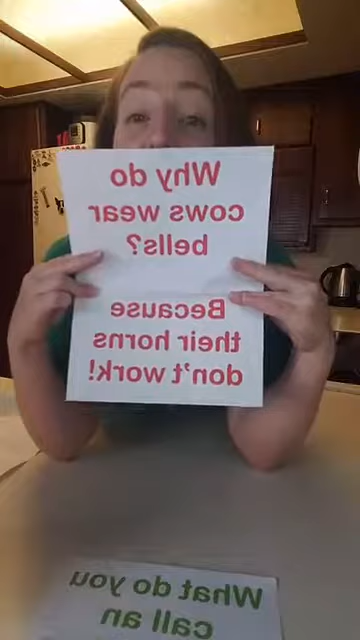 Why do
cows wear
bells?
Because
their horns
don't work!
What do you
call an